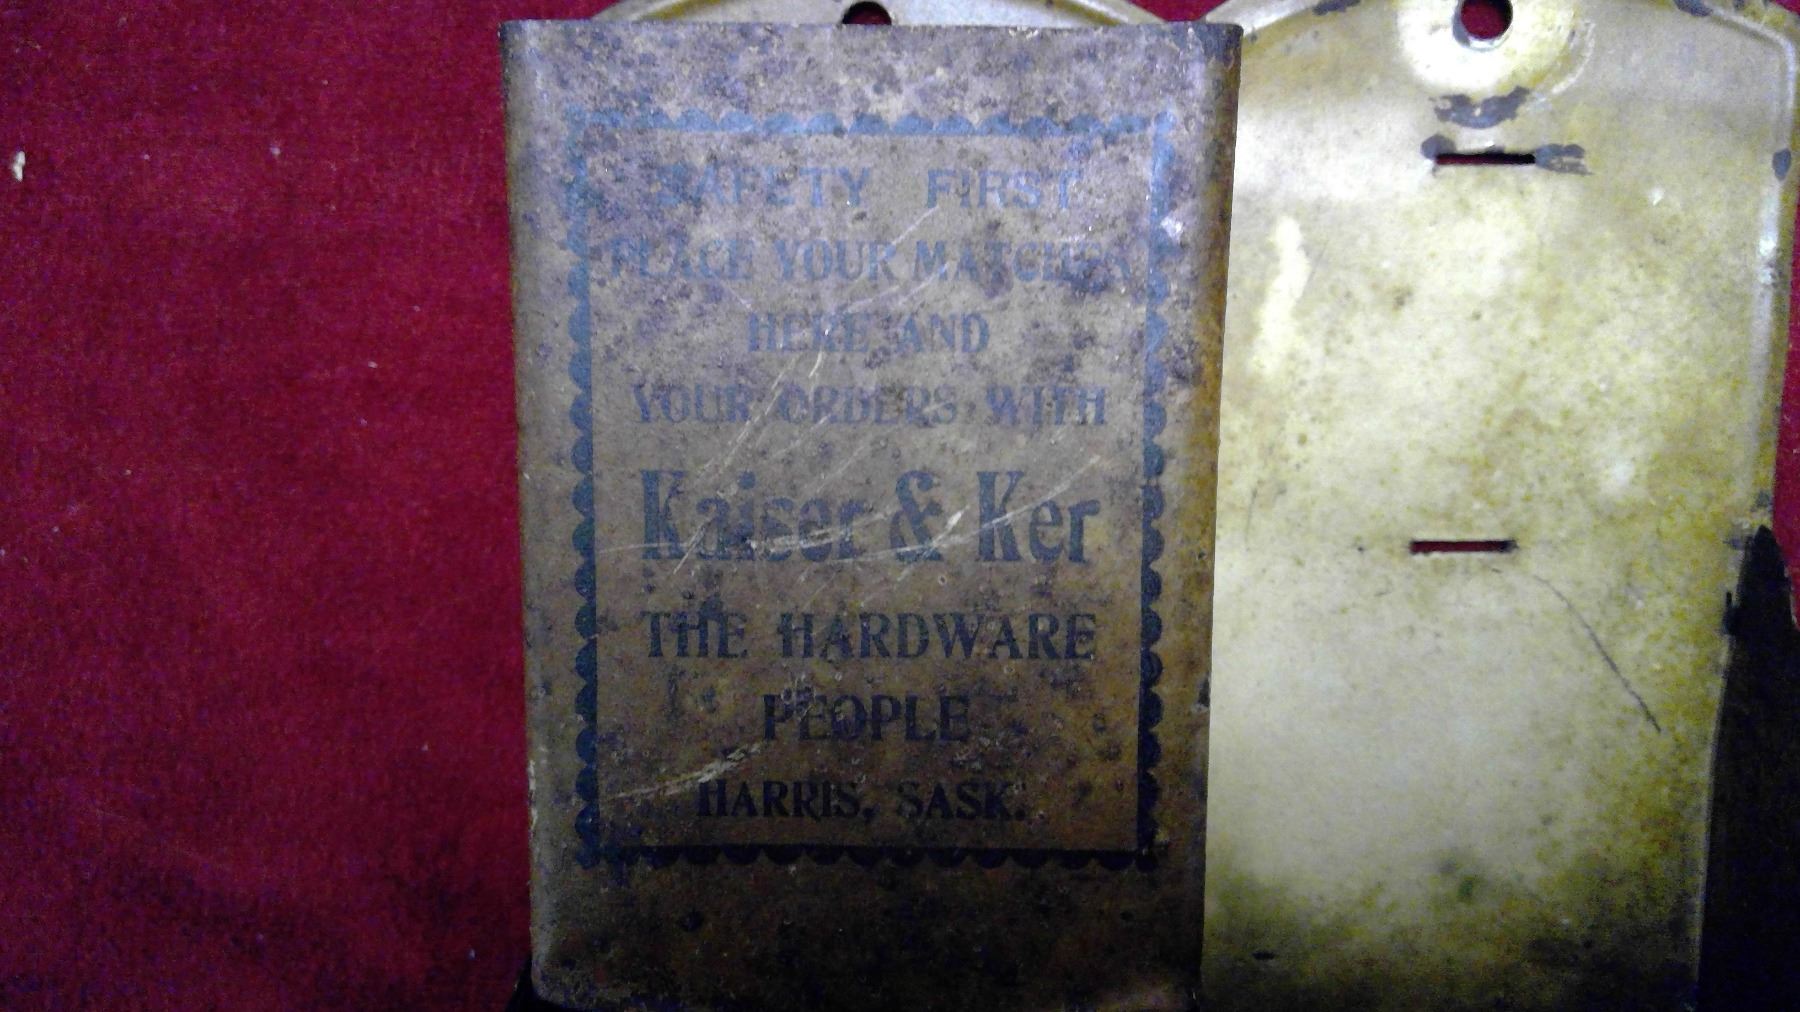 SAFETY FIRST
PLACE YOUR MATCHES
HERE AND
YOUR ORDERS WITH
Kaiser & Ker
THE HARDWARE
PEOPLE
HARRIS, SASK.